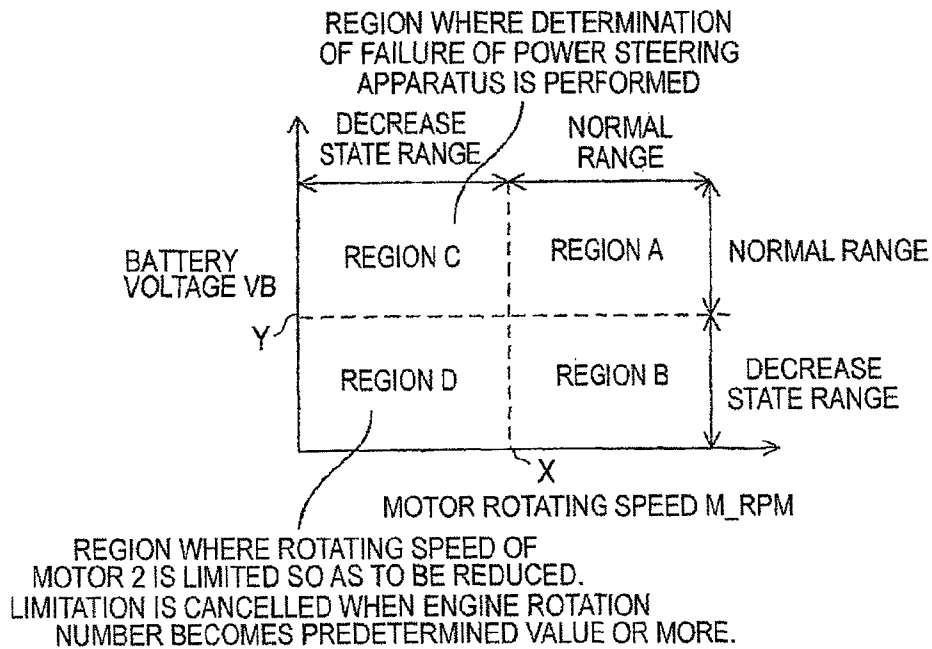 REGION WHERE DETERMINATION
OF FAILURE OF POWER STEERING
APPARATUS IS PERFORMED
DECREASE
STATE RANGE
NORMAL
RANGE
BATTERY
VOLTAGE VB
REGION C
REGION A
NORMAL RANGE
Y
REGION D
REGION B
DECREASE
STATE RANGE
X
MOTOR ROTATING SPEED M_RPM
REGION WHERE ROTATING SPEED OF
MOTOR 2 IS LIMITED SO AS TO BE REDUCED.
LIMITATION IS CANCELLED WHEN ENGINE ROTATION
NUMBER BECOMES PREDETERMINED VALUE OR MORE.